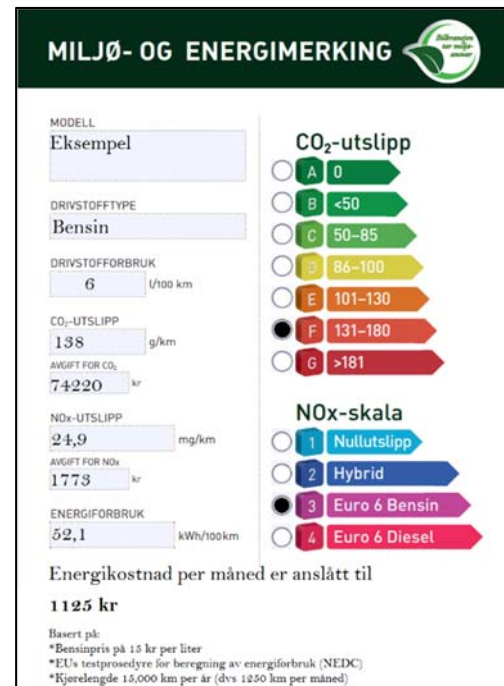 MILJØ- OG ENERGIMERKING
Bilbransjen
tar miljø-
ansvar
MODELL
Eksempel
DRIVSTOFFTYPE
Bensin
DRIVSTOFFORBRUK
6 l/100 km
CO₂-UTSLIPP
138 g/km
AVGIFT FOR CO₂
74220 kr
NOx-UTSLIPP
24,9 mg/km
AVGIFT FOR NOx
1773 kr
ENERGIFORBRUK
52,1 kWh/100km
CO₂-utslipp
A 0
B <50
C 50–85
D 86–100
E 101–130
F 131–180
G >181
NOx-skala
1 Nullutslipp
2 Hybrid
3 Euro 6 Bensin
4 Euro 6 Diesel
Energikostnad per måned er anslått til
1125 kr
Basert på:
*Bensinpris på 15 kr per liter
*EUs testprosedyre for beregning av energiforbruk (NEDC)
*Kjørelengde 15,000 km per år (dvs 1250 km per måned)